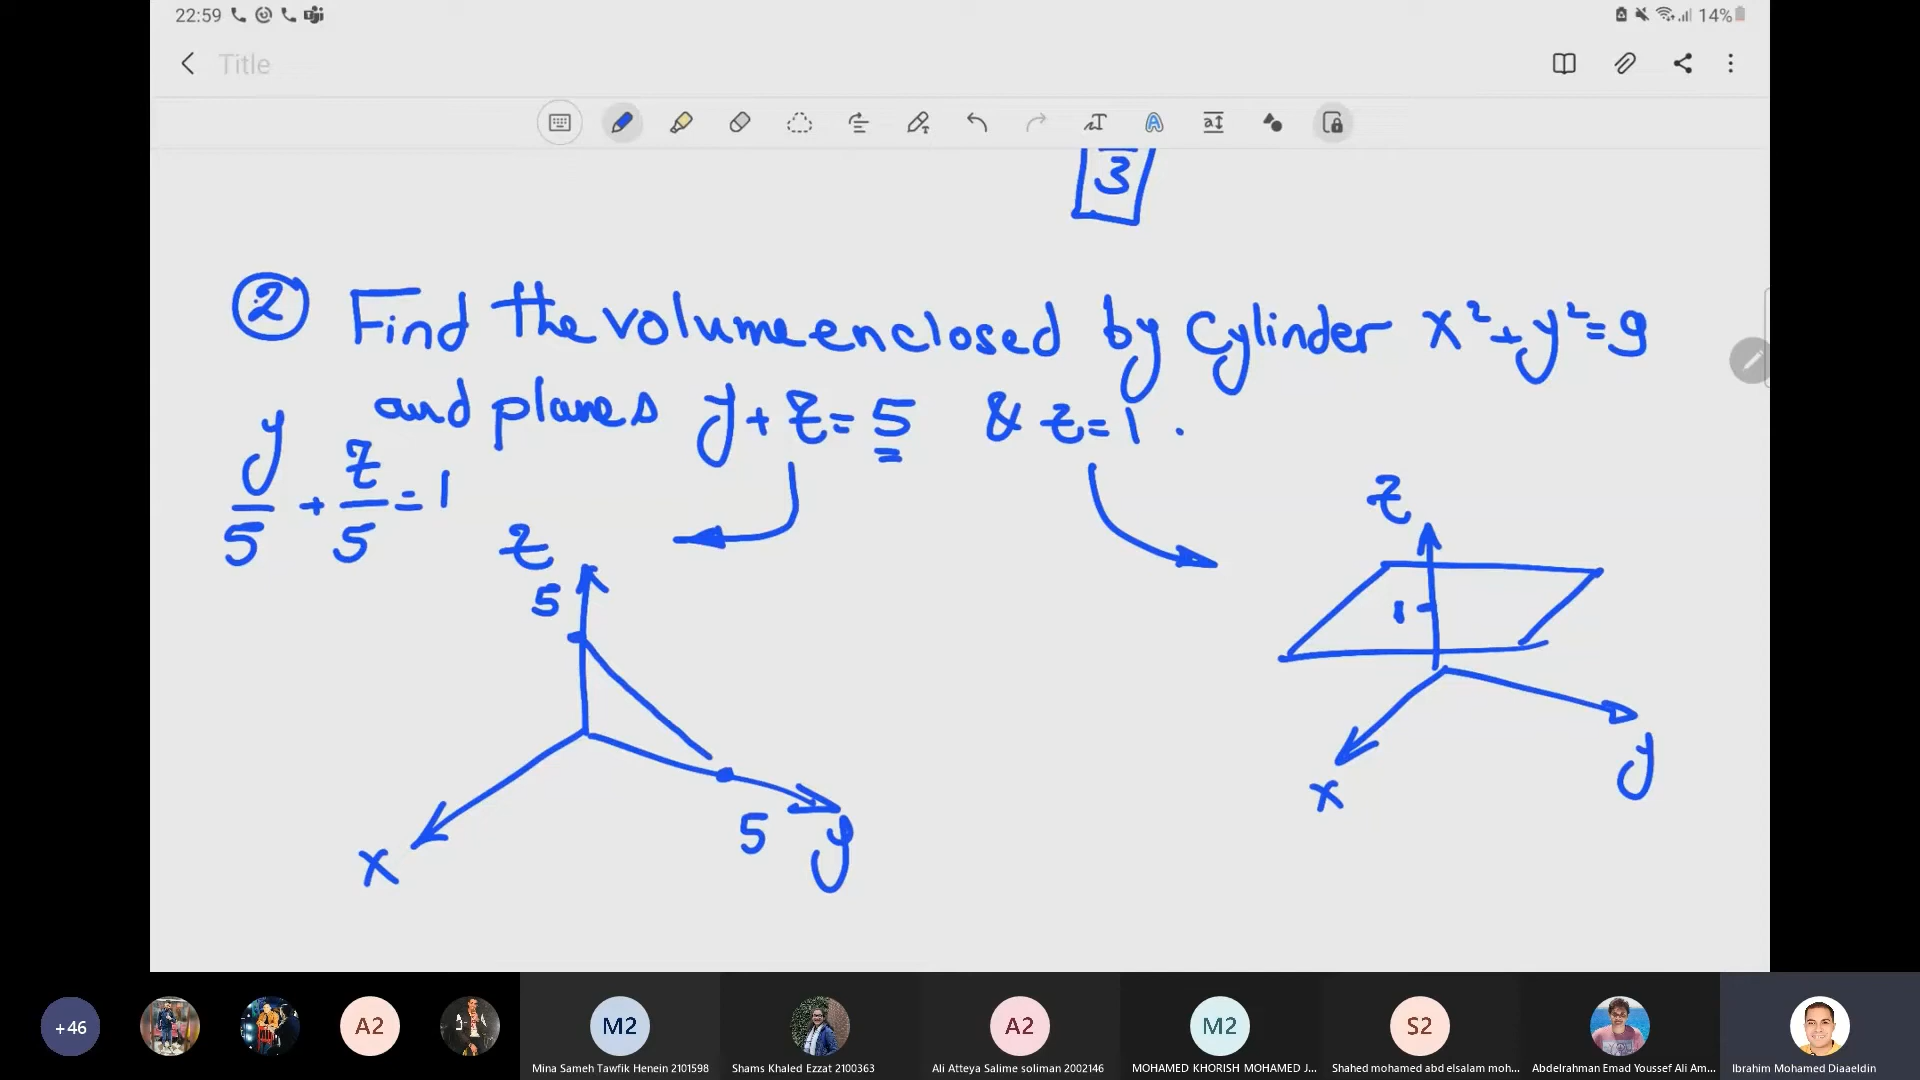 22:59
14%
Title
3
② Find the volume enclosed by cylinder x²+y²=9
and planes y+z=5 & z=1.
y/5 + z/5 = 1
z
5
5
y
x
z
1
y
x
+46
A2
M2
A2
M2
S2
Mina Sameh Tawfik Henein 2101598
Shams Khaled Ezzat 2100363
Ali Atteya Salime soliman 2002146
MOHAMED KHORISH MOHAMED J...
Shahed mohamed abd elsalam moh...
Abdelrahman Emad Youssef Ali Am...
Ibrahim Mohamed Diaaeldin